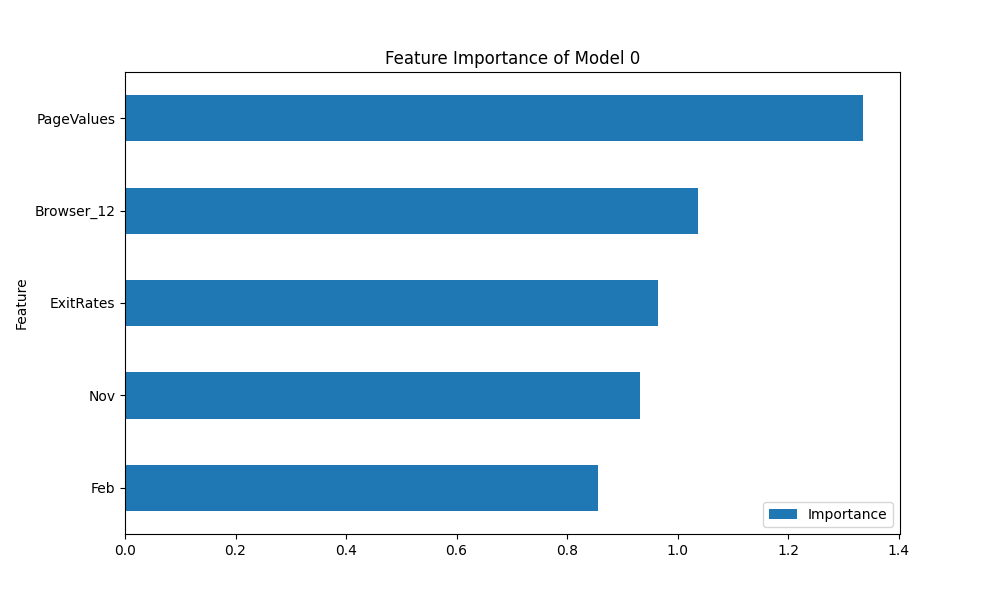 Feature Importance of Model 0
PageValues
Browser_12
ExitRates
Nov
Feb
Feature
Importance
0.0 0.2 0.4 0.6 0.8 1.0 1.2 1.4